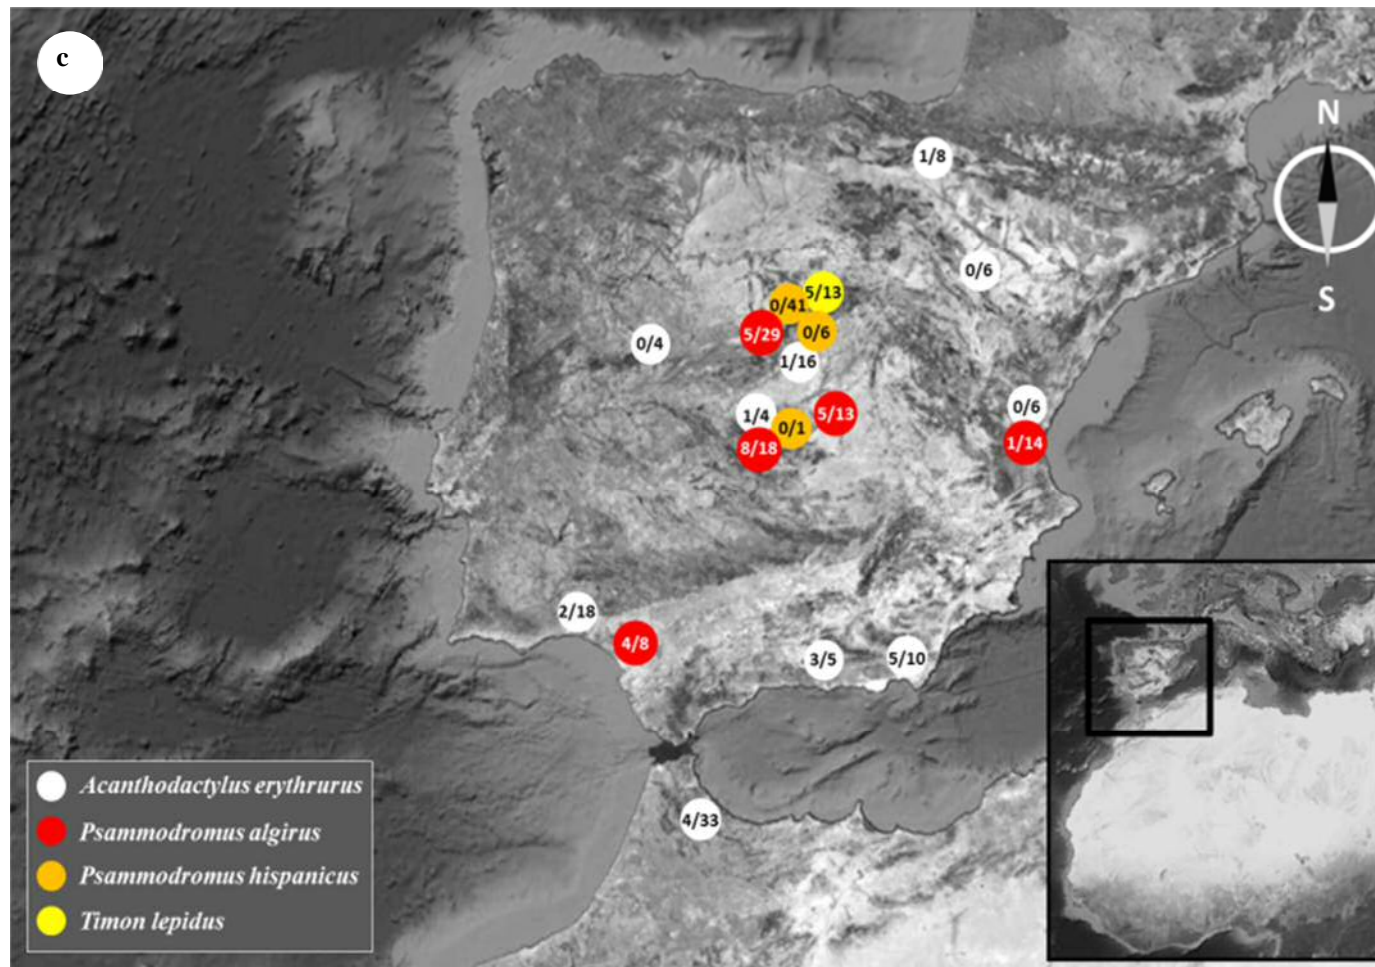 c
N
S
1/8
0/6
5/13
0/41
5/29
0/6
0/4
1/16
0/6
1/4
5/13
0/1
1/14
8/18
2/18
4/8
3/5
5/10
4/33
Acanthodactylus erythrurus
Psammodromus algirus
Psammodromus hispanicus
Timon lepidus